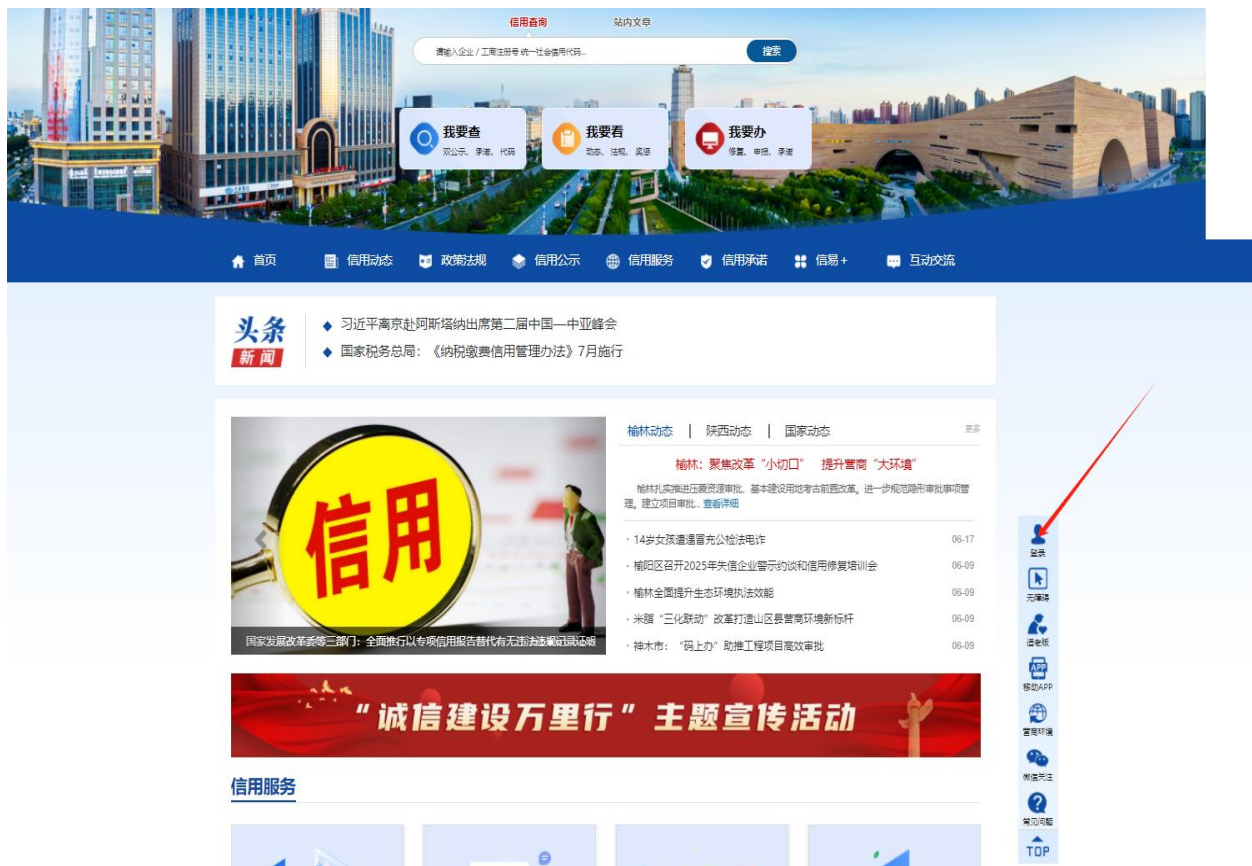 信用查询
站内文章
请输入企业 / 工商注册号 统一社会信用代码...
搜索
我要查
双公示、承诺、代码
我要看
动态、法规、奖惩
我要办
修复、申报、承诺
首页
信用动态
政策法规
信用公示
信用服务
信用承诺
信易+
互动交流
头条
新闻
习近平离京赴阿斯塔纳出席第二届中国—中亚峰会
国家税务总局：《纳税缴费信用管理办法》7月施行
信用
国家发展改革委等三部门：全面推行以专项信用报告替代有无违法违规记录证明
榆林动态 | 陕西动态 | 国家动态
更多
榆林：聚焦改革“小切口” 提升营商“大环境”
榆林扎实推进压覆资源审批、基本建设用地考古前置改革。进一步规范隐形审批事项管
理，建立项目审批... 查看详细
· 14岁女孩遭遇冒充公检法电诈 06-17
· 榆阳区召开2025年失信企业警示约谈和信用修复培训会 06-09
· 榆林全面提升生态环境执法效能 06-09
· 米脂“三化联动”改革打造山区县营商环境新标杆 06-09
· 神木市：“码上办”助推工程项目高效审批 06-09
“诚信建设万里行”主题宣传活动
信用服务
登录
无障碍
适老版
APP
移动APP
营商环境
微信关注
常见问题
TOP